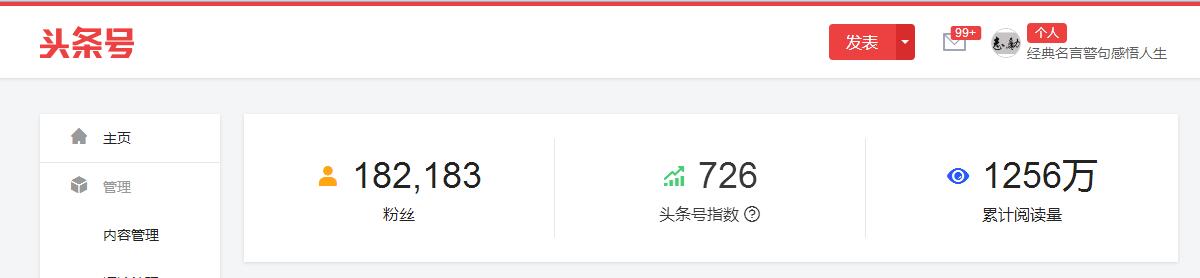 头条号
发表
99+
个人
经典名言警句感悟人生
主页
管理
内容管理
182,183
粉丝
726
头条号指数
1256万
累计阅读量